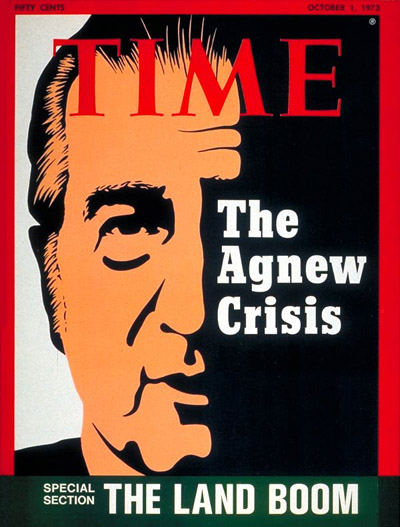 FIFTY CENTS OCTOBER 1, 1973
TIME
®
The
Agnew
Crisis
SPECIAL
SECTION
THE LAND BOOM